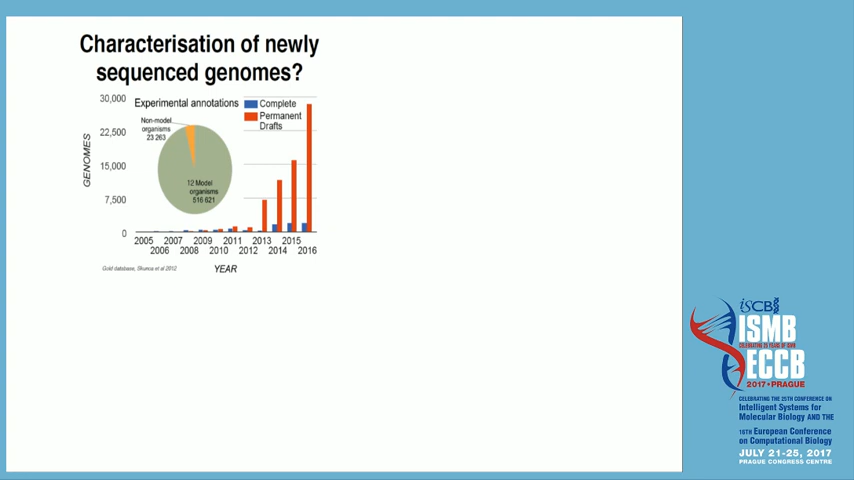 Characterisation of newly
sequenced genomes?
30,000
22,500
15,000
7,500
0
GENOMES
Experimental annotations
Complete
Permanent
Drafts
Non-model
organisms
23 263
12 Model
organisms
516 621
2005 2007 2009 2011 2013 2015
2006 2008 2010 2012 2014 2016
YEAR
Gold database, 2012
isCB
ISMB
CELEBRATING 25 YEARS OF ISMB
ECCB
2017 • PRAGUE
CELEBRATING THE 25TH CONFERENCE ON
Intelligent Systems for
Molecular Biology AND THE
16TH European Conference
on Computational Biology
JULY 21-25, 2017
PRAGUE CONGRESS CENTRE